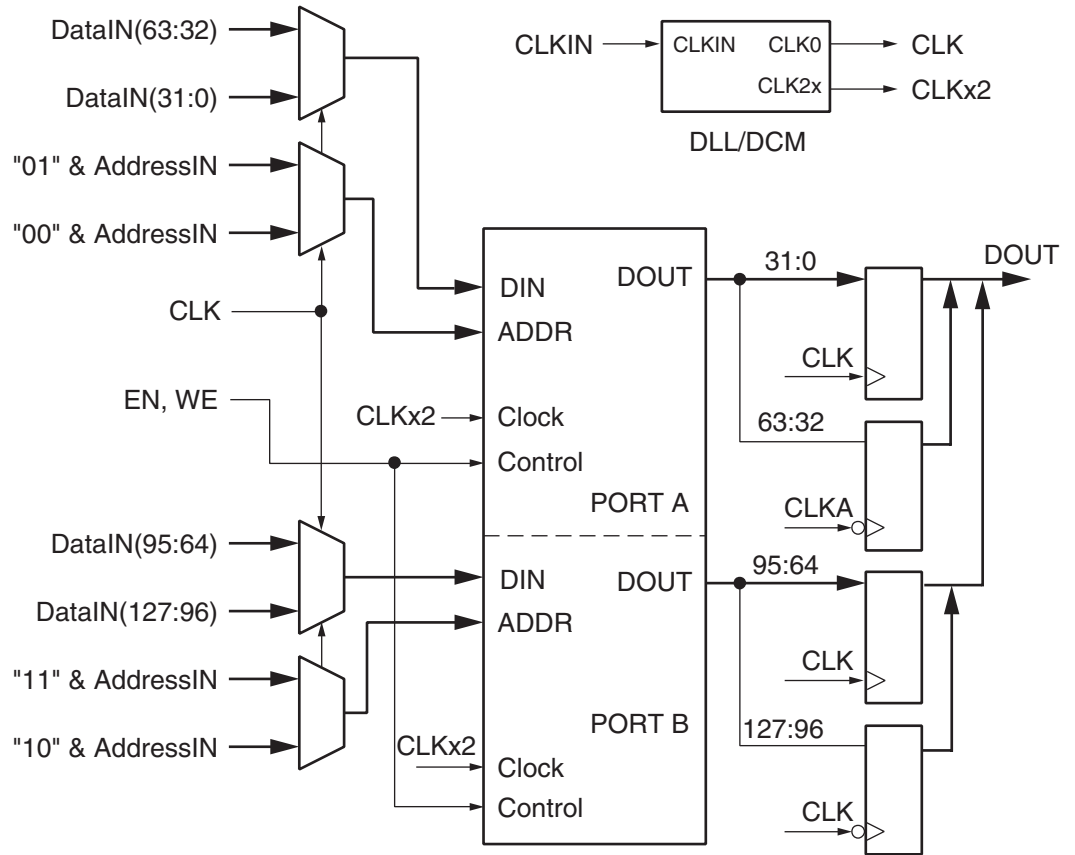 DataIN(63:32)
DataIN(31:0)
"01" & AddressIN
"00" & AddressIN
CLK
EN, WE
DataIN(95:64)
DataIN(127:96)
"11" & AddressIN
"10" & AddressIN
CLKIN
CLKIN
CLK0
CLK2x
CLK
CLKx2
DLL/DCM
DIN
ADDR
CLKx2
Clock
Control
DOUT
PORT A
DIN
ADDR
DOUT
PORT B
CLKx2
Clock
Control
31:0
CLK
63:32
CLKA
95:64
CLK
127:96
CLK
DOUT